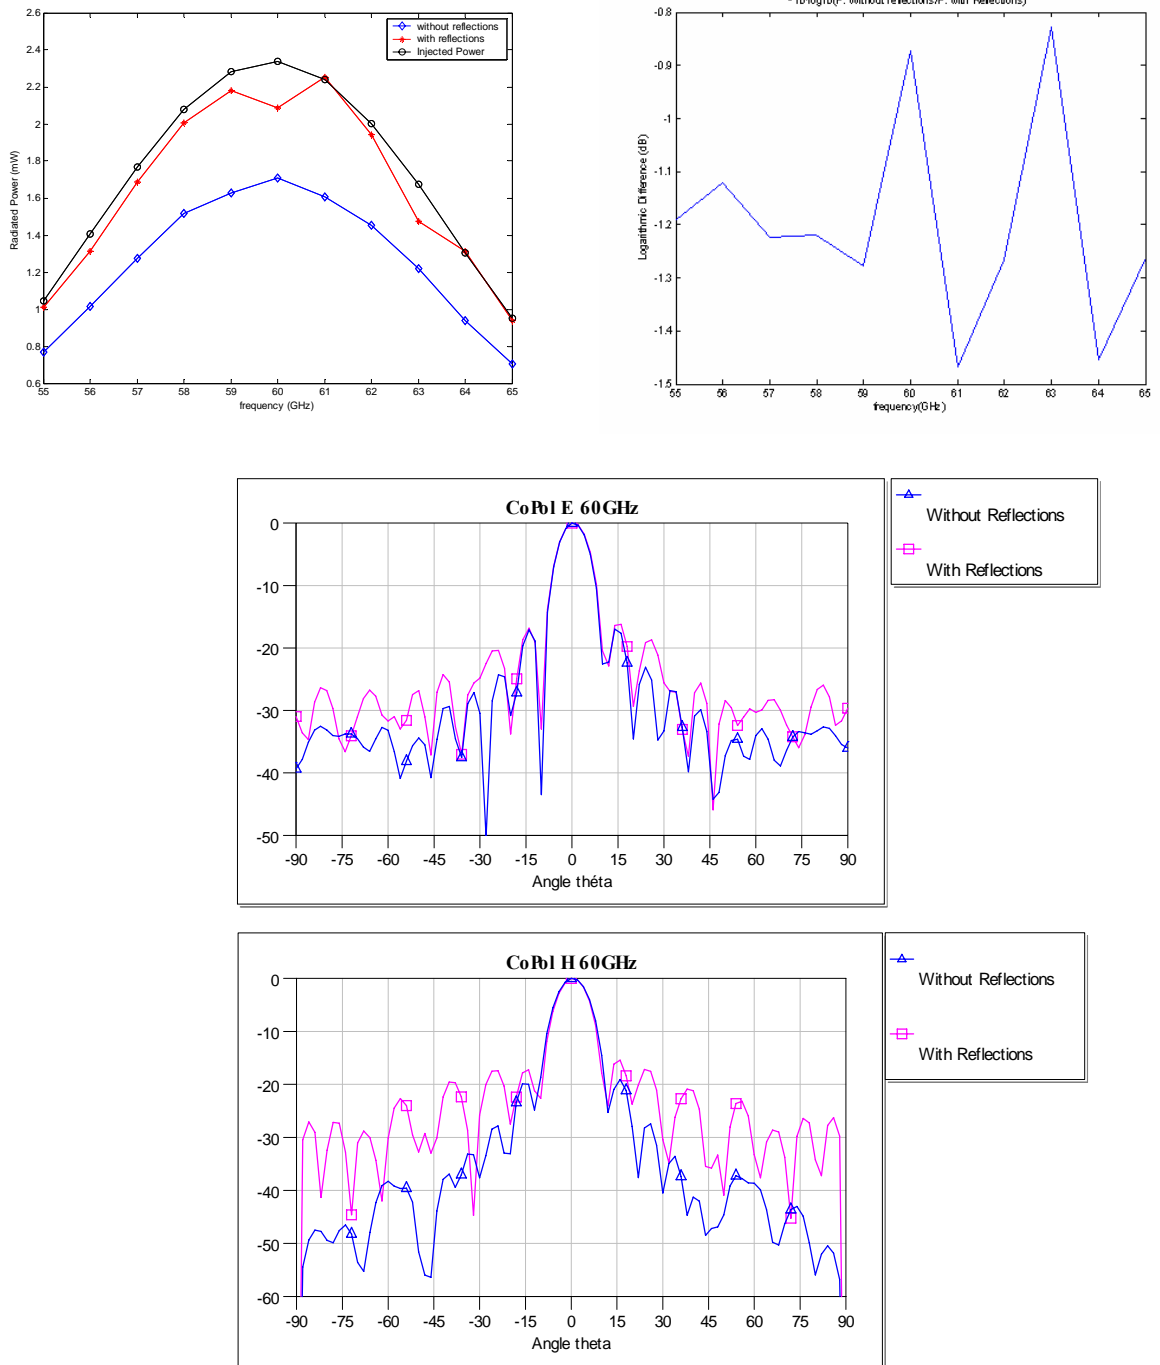 without reflections
with reflections
Injected Power
2.6
2.4
2.2
2
1.8
1.6
1.4
1.2
1
0.8
0.6
Radiated Power (mW)
55 56 57 58 59 60 61 62 63 64 65
frequency (GHz)
-0.8
-0.9
-1
-1.1
-1.2
-1.3
-1.4
-1.5
Logarithmic Difference (dB)
55 56 57 58 59 60 61 62 63 64 65
frequency(GHz)
CoPol E 60GHz
0
-10
-20
-30
-40
-50
-90 -75 -60 -45 -30 -15 0 15 30 45 60 75 90
Angle théta
Without Reflections
With Reflections
CoPol H 60GHz
0
-10
-20
-30
-40
-50
-60
-90 -75 -60 -45 -30 -15 0 15 30 45 60 75 90
Angle theta
Without Reflections
With Reflections